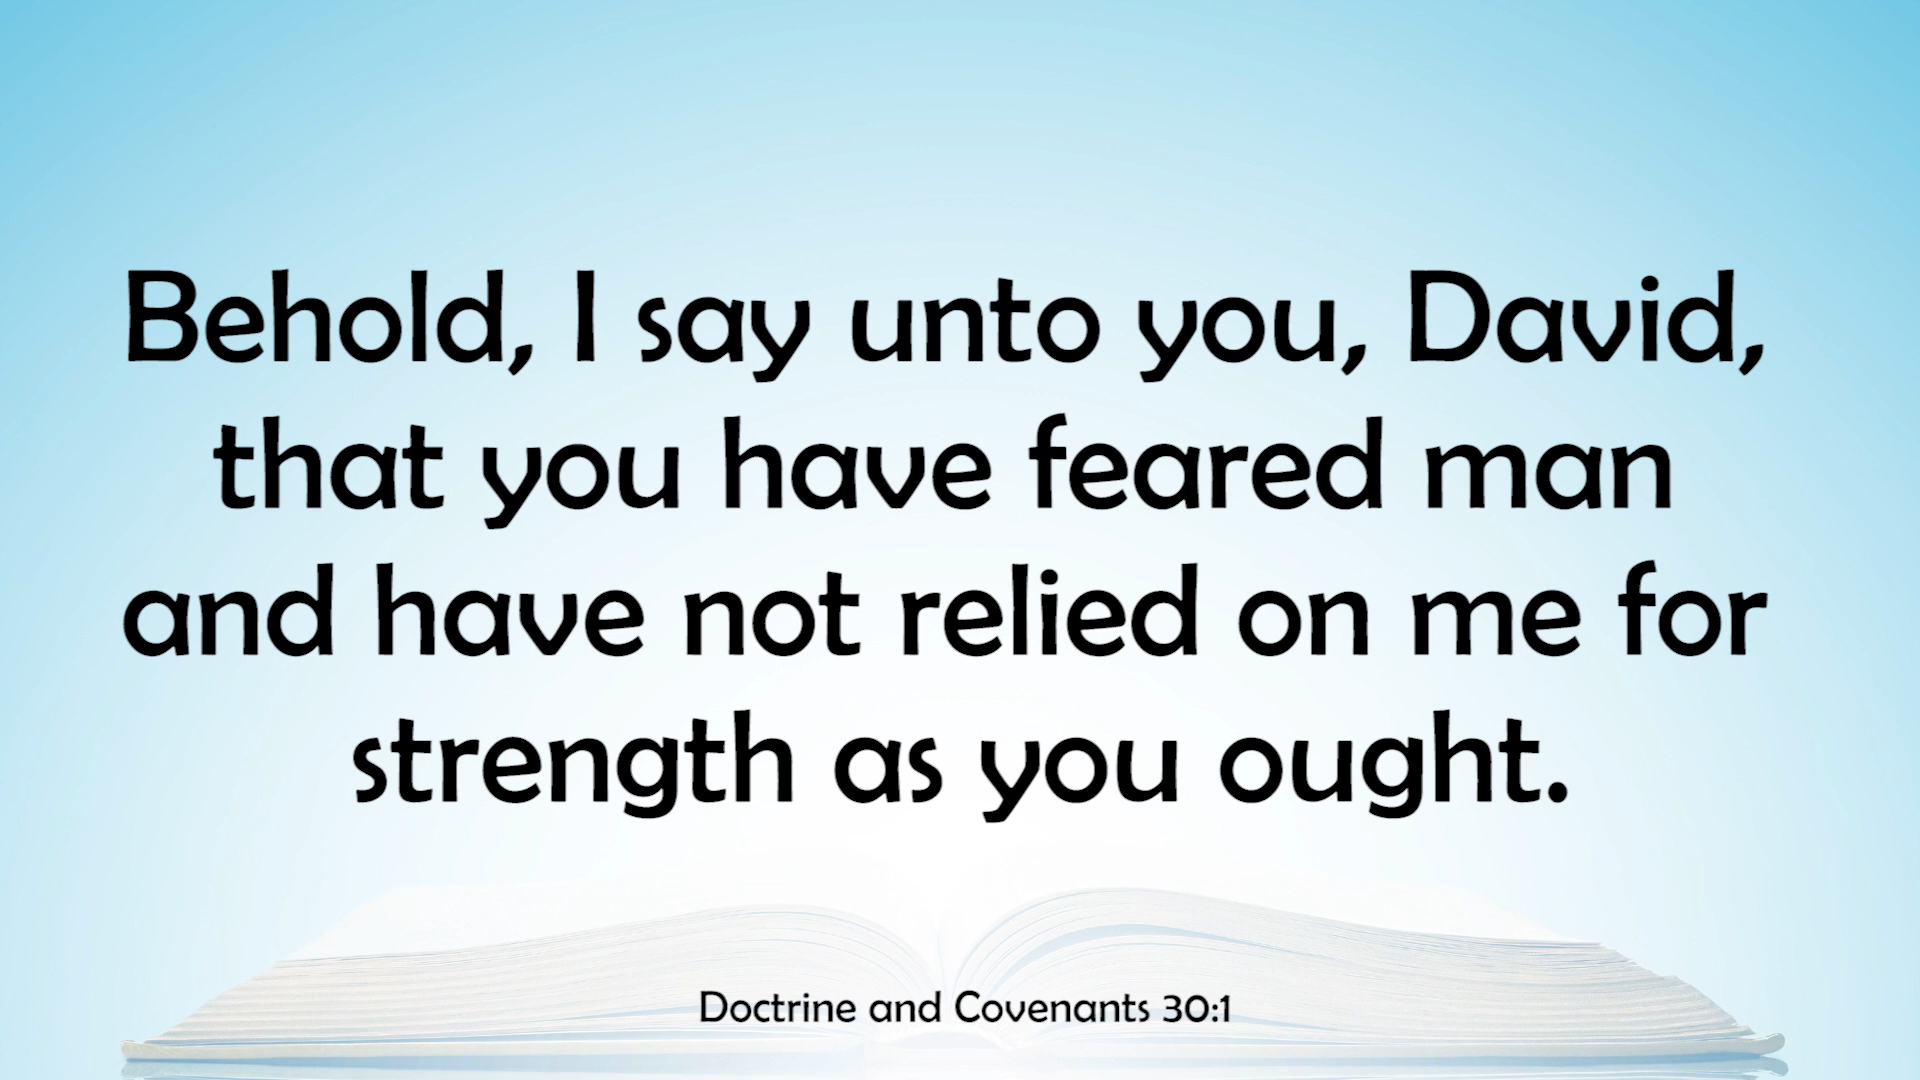 Behold, I say unto you, David,
that you have feared man
and have not relied on me for
strength as you ought.
Doctrine and Covenants 30:1